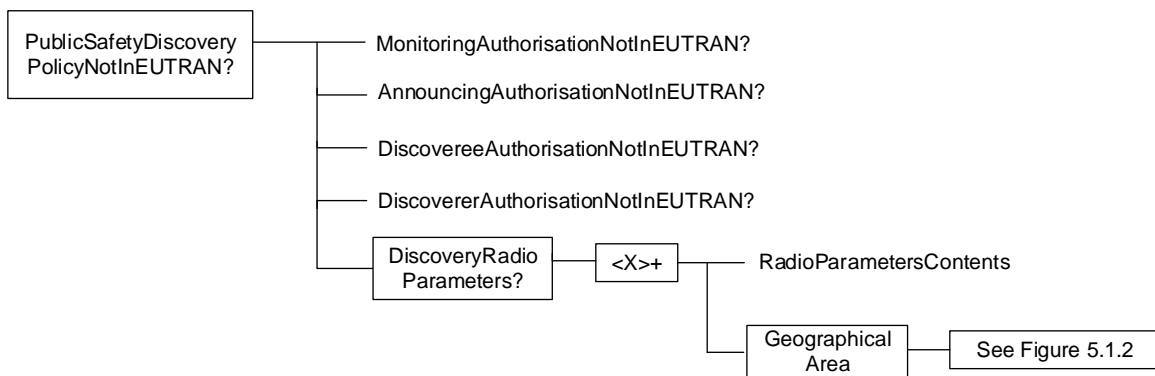 PublicSafetyDiscovery
PolicyNotInEUTRAN?
MonitoringAuthorisationNotInEUTRAN?
AnnouncingAuthorisationNotInEUTRAN?
DiscovereeAuthorisationNotInEUTRAN?
DiscovererAuthorisationNotInEUTRAN?
DiscoveryRadio
Parameters?
<X>+
RadioParametersContents
Geographical
Area
See Figure 5.1.2